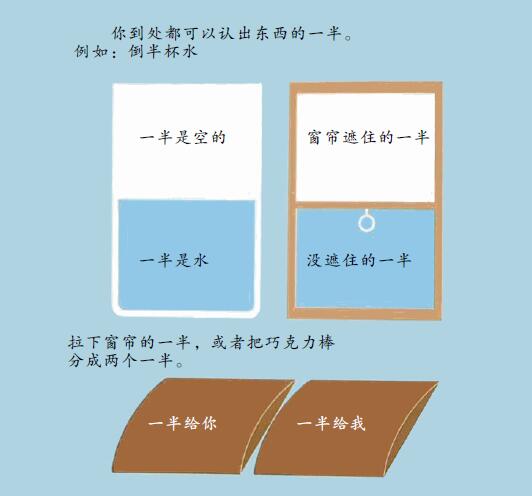 你到处都可以认出东西的一半。
例如：倒半杯水
一半是空的
窗帘遮住的一半
一半是水
没遮住的一半
拉下窗帘的一半，或者把巧克力棒
分成两个一半。
一半给你
一半给我